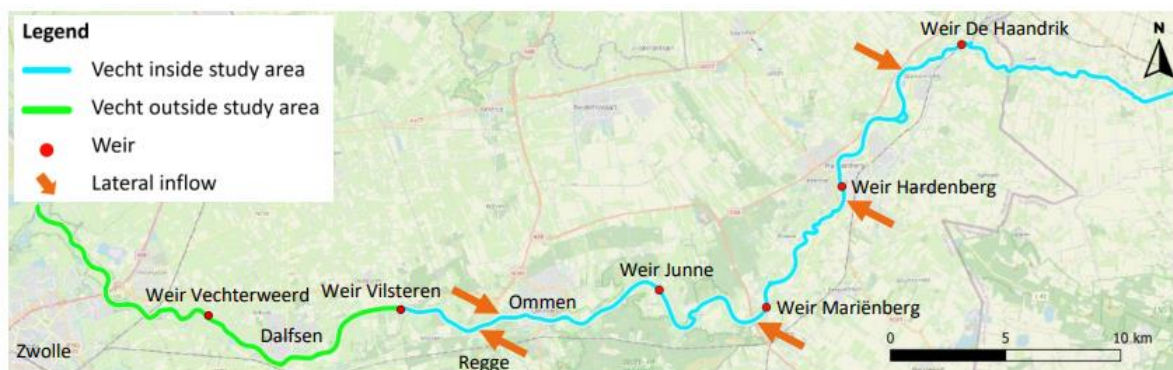 Legend
Vecht inside study area
Vecht outside study area
Weir
Lateral inflow
Weir De Haandrik
N
Weir Hardenberg
Weir Junne
Weir Mariënberg
Weir Vilsteren
Ommen
Weir Vechterweerd
Dalfsen
Zwolle
Regge
0 5 10 km